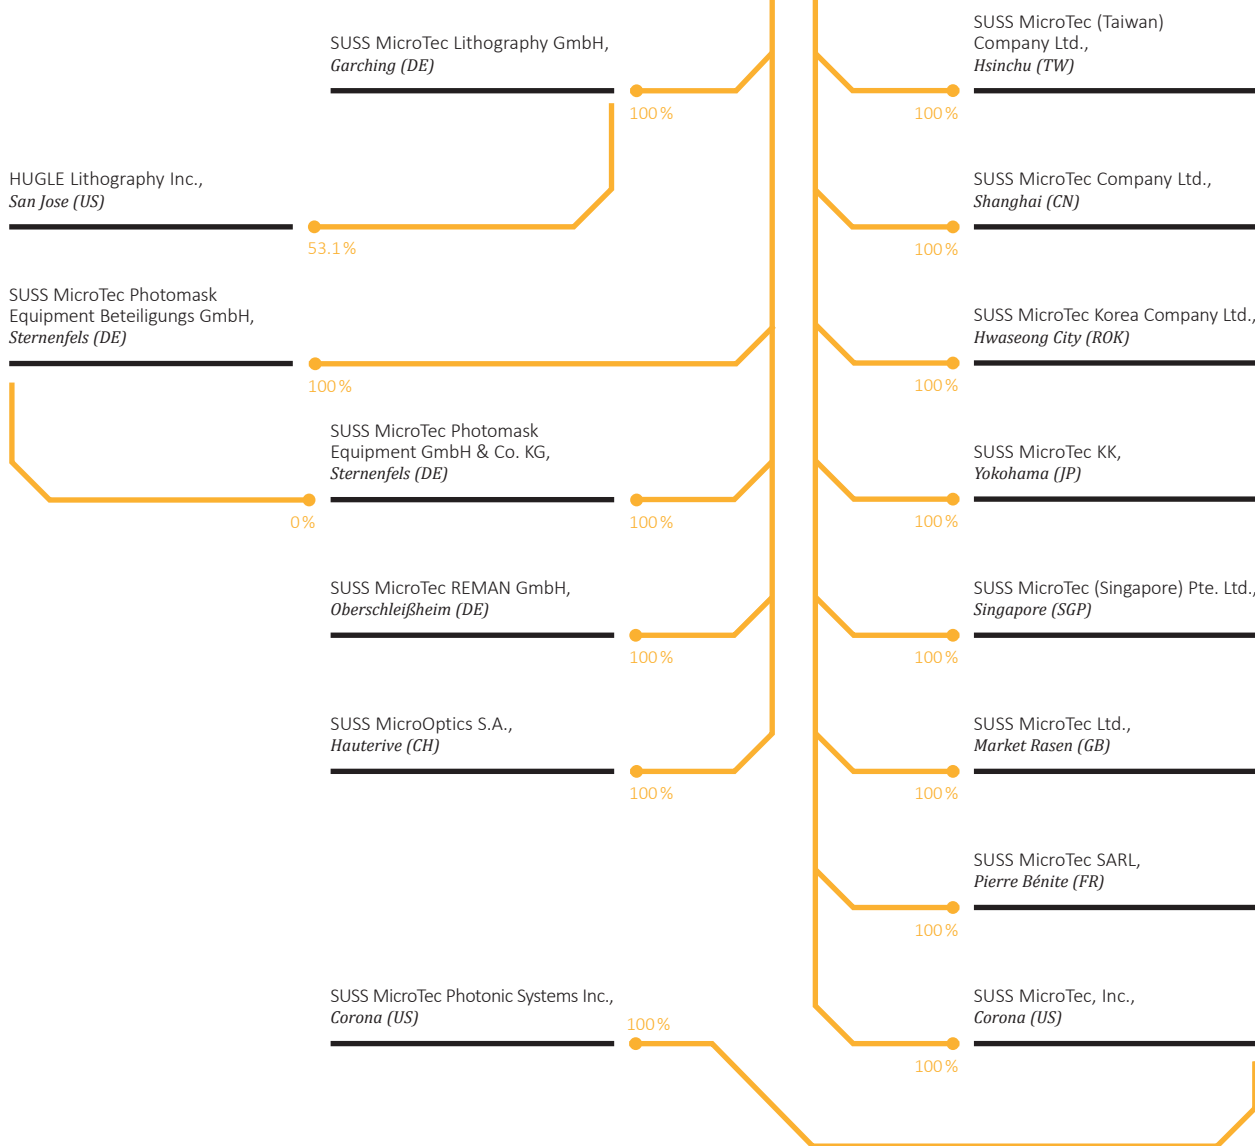 SUSS MicroTec Lithography GmbH,
Garching (DE)
100 %
HUGLE Lithography Inc.,
San Jose (US)
53.1 %
SUSS MicroTec Photomask
Equipment Beteiligungs GmbH,
Sternenfels (DE)
100 %
SUSS MicroTec Photomask
Equipment GmbH & Co. KG,
Sternenfels (DE)
0 %
100 %
SUSS MicroTec REMAN GmbH,
Oberschleißheim (DE)
100 %
SUSS MicroOptics S.A.,
Hauterive (CH)
100 %
SUSS MicroTec Photonic Systems Inc.,
Corona (US)
100 %
SUSS MicroTec (Taiwan)
Company Ltd.,
Hsinchu (TW)
100 %
SUSS MicroTec Company Ltd.,
Shanghai (CN)
100 %
SUSS MicroTec Korea Company Ltd.,
Hwaseong City (ROK)
100 %
SUSS MicroTec KK,
Yokohama (JP)
100 %
SUSS MicroTec (Singapore) Pte. Ltd.,
Singapore (SGP)
100 %
SUSS MicroTec Ltd.,
Market Rasen (GB)
100 %
SUSS MicroTec SARL,
Pierre Bénite (FR)
100 %
SUSS MicroTec, Inc.,
Corona (US)
100 %